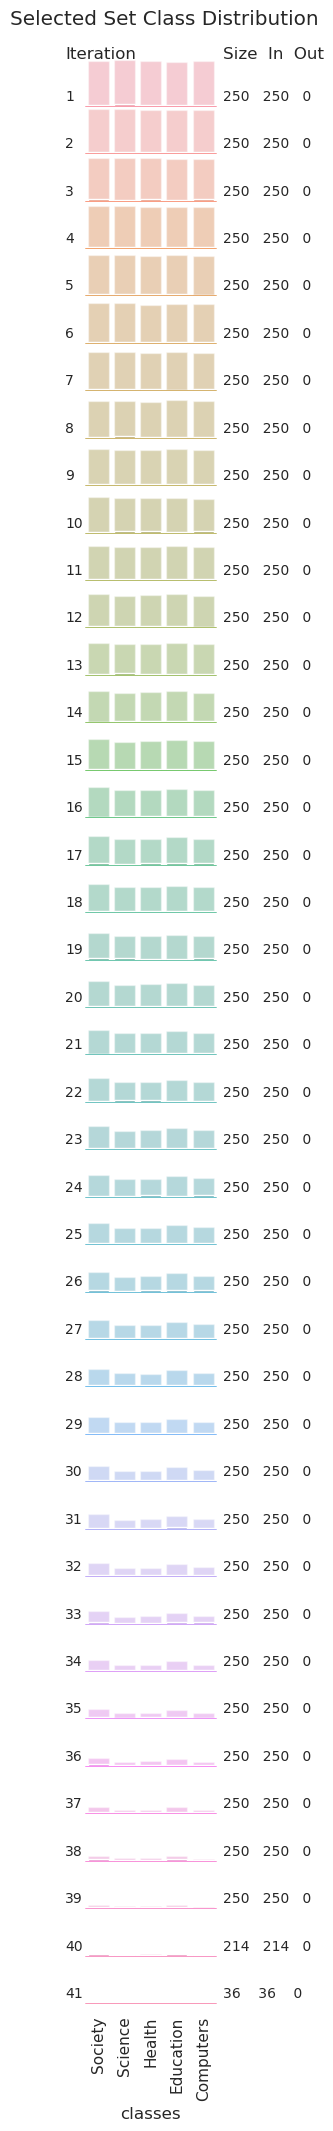 Selected Set Class Distribution
Iteration Size In Out
1 250 250 0
2 250 250 0
3 250 250 0
4 250 250 0
5 250 250 0
6 250 250 0
7 250 250 0
8 250 250 0
9 250 250 0
10 250 250 0
11 250 250 0
12 250 250 0
13 250 250 0
14 250 250 0
15 250 250 0
16 250 250 0
17 250 250 0
18 250 250 0
19 250 250 0
20 250 250 0
21 250 250 0
22 250 250 0
23 250 250 0
24 250 250 0
25 250 250 0
26 250 250 0
27 250 250 0
28 250 250 0
29 250 250 0
30 250 250 0
31 250 250 0
32 250 250 0
33 250 250 0
34 250 250 0
35 250 250 0
36 250 250 0
37 250 250 0
38 250 250 0
39 250 250 0
40 214 214 0
41 36 36 0
Society
Science
Health
Education
Computers
classes